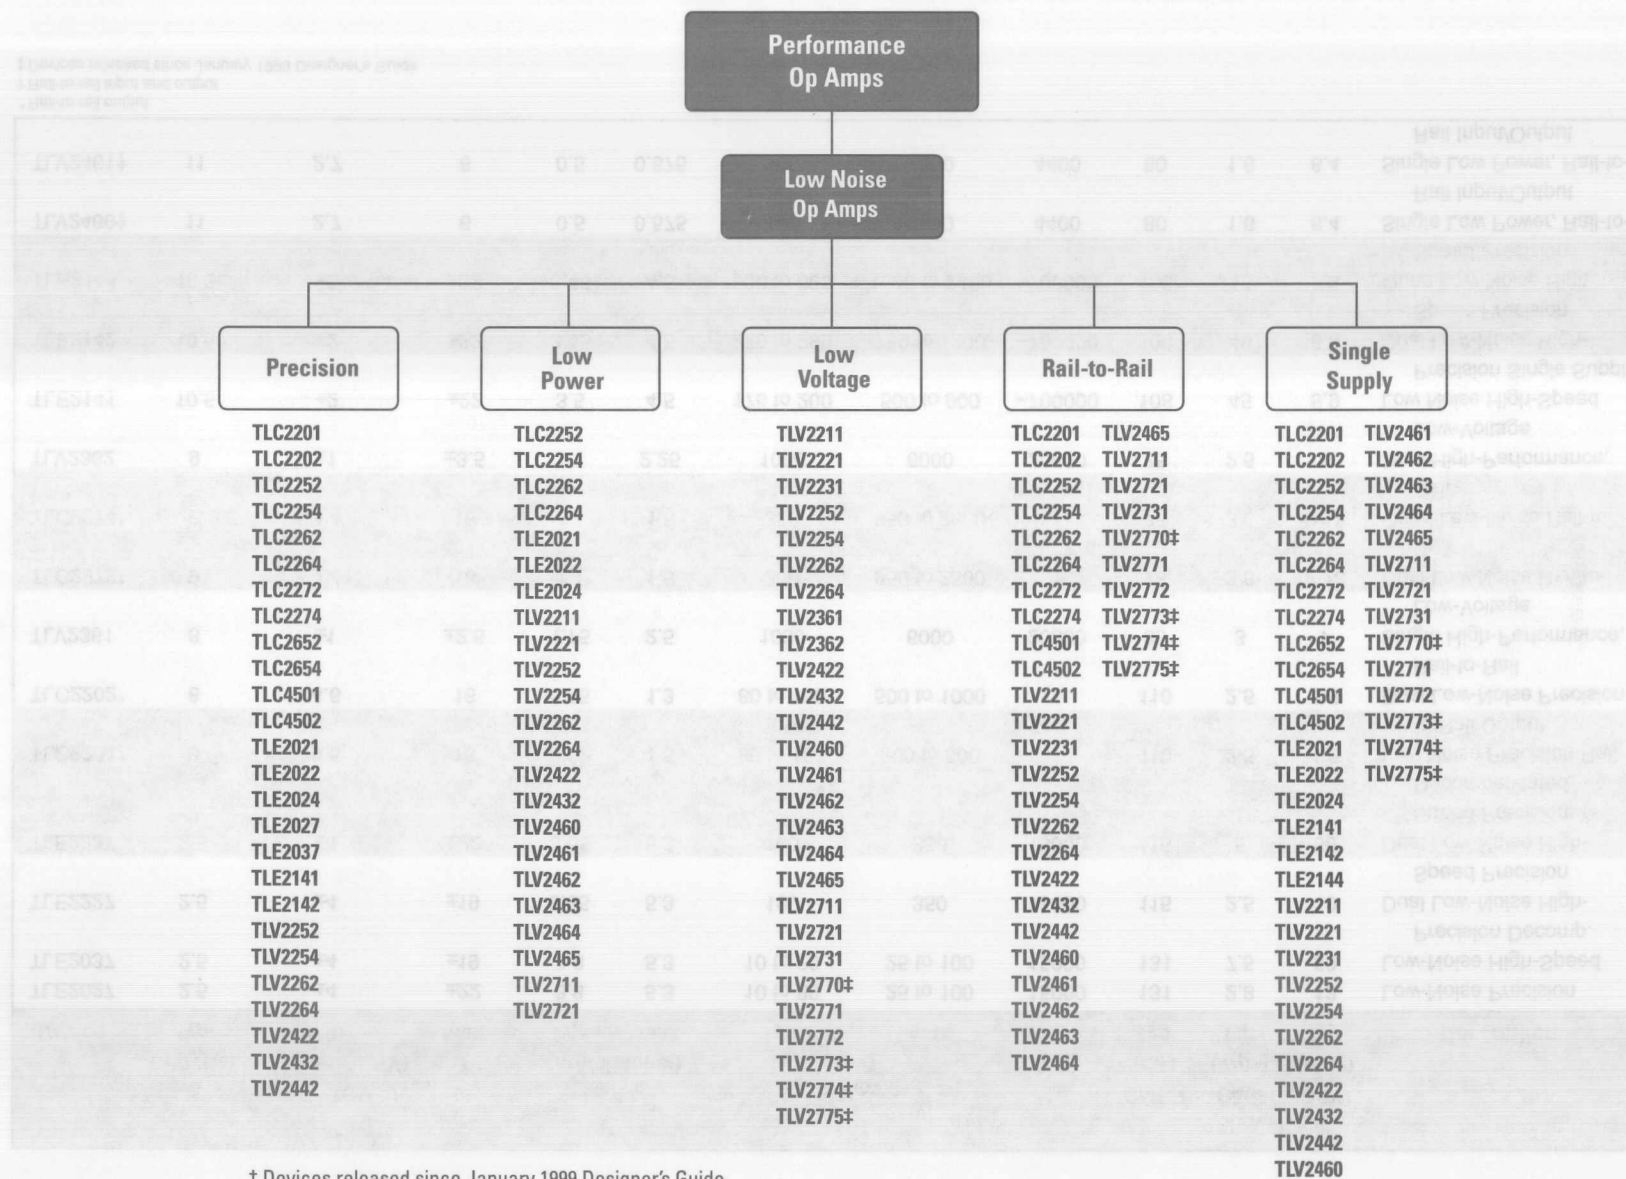 Performance
Op Amps
Low Noise
Op Amps
Precision
TLC2201
TLC2202
TLC2252
TLC2254
TLC2262
TLC2264
TLC2272
TLC2274
TLC2652
TLC2654
TLC4501
TLC4502
TLE2021
TLE2022
TLE2024
TLE2027
TLE2037
TLE2141
TLE2142
TLV2252
TLV2254
TLV2262
TLV2264
TLV2422
TLV2432
TLV2442
Low
Power
TLC2252
TLC2254
TLC2262
TLC2264
TLE2021
TLE2022
TLE2024
TLV2211
TLV2221
TLV2252
TLV2254
TLV2262
TLV2264
TLV2422
TLV2432
TLV2460
TLV2461
TLV2462
TLV2463
TLV2464
TLV2465
TLV2711
TLV2721
Low
Voltage
TLV2211
TLV2221
TLV2231
TLV2252
TLV2254
TLV2262
TLV2264
TLV2361
TLV2362
TLV2422
TLV2432
TLV2442
TLV2460
TLV2461
TLV2462
TLV2463
TLV2464
TLV2465
TLV2711
TLV2721
TLV2731
TLV2770‡
TLV2771
TLV2772
TLV2773‡
TLV2774‡
TLV2775‡
Rail-to-Rail
TLC2201
TLC2202
TLC2252
TLC2254
TLC2262
TLC2264
TLC2272
TLC2274
TLC4501
TLC4502
TLV2211
TLV2221
TLV2231
TLV2252
TLV2254
TLV2262
TLV2264
TLV2422
TLV2432
TLV2442
TLV2460
TLV2461
TLV2462
TLV2463
TLV2464
TLV2465
TLV2711
TLV2721
TLV2731
TLV2770‡
TLV2771
TLV2772
TLV2773‡
TLV2774‡
TLV2775‡
Single
Supply
TLC2201
TLC2202
TLC2252
TLC2254
TLC2262
TLC2264
TLC2272
TLC2274
TLC2652
TLC2654
TLC4501
TLC4502
TLE2021
TLE2022
TLE2024
TLE2141
TLE2142
TLE2144
TLV2211
TLV2221
TLV2231
TLV2252
TLV2254
TLV2262
TLV2264
TLV2422
TLV2432
TLV2442
TLV2460
TLV2461
TLV2462
TLV2463
TLV2464
TLV2465
TLV2711
TLV2721
TLV2731
TLV2770‡
TLV2771
TLV2772
TLV2773‡
TLV2774‡
TLV2775‡
‡ Devices released since January 1999 Designer's Guide